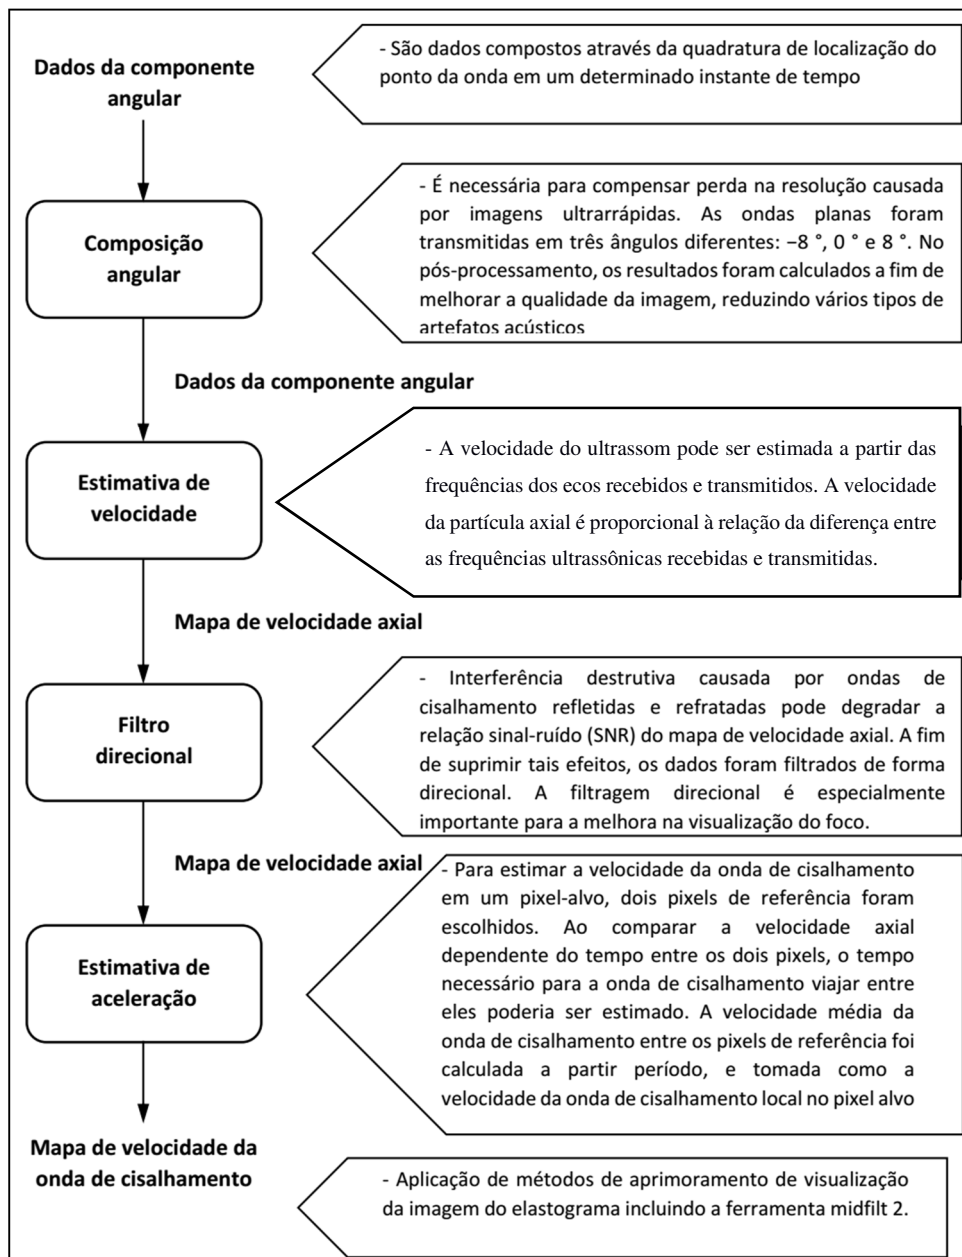 Dados da componente
angular
- São dados compostos através da quadratura de localização do
ponto da onda em um determinado instante de tempo
Composição
angular
- É necessária para compensar perda na resolução causada
por imagens ultrarrápidas. As ondas planas foram
transmitidas em três ângulos diferentes: −8 °, 0 ° e 8 °. No
pós-processamento, os resultados foram calculados a fim de
melhorar a qualidade da imagem, reduzindo vários tipos de
artefatos acústicos
Dados da componente angular
Estimativa de
velocidade
- A velocidade do ultrassom pode ser estimada a partir das
frequências dos ecos recebidos e transmitidos. A velocidade
da partícula axial é proporcional à relação da diferença entre
as frequências ultrassônicas recebidas e transmitidas.
Mapa de velocidade axial
Filtro
direcional
- Interferência destrutiva causada por ondas de
cisalhamento refletidas e refratadas pode degradar a
relação sinal-ruído (SNR) do mapa de velocidade axial. A fim
de suprimir tais efeitos, os dados foram filtrados de forma
direcional. A filtragem direcional é especialmente
importante para a melhora na visualização do foco.
Mapa de velocidade axial
Estimativa de
aceleração
- Para estimar a velocidade da onda de cisalhamento
em um pixel-alvo, dois pixels de referência foram
escolhidos. Ao comparar a velocidade axial
dependente do tempo entre os dois pixels, o tempo
necessário para a onda de cisalhamento viajar entre
eles poderia ser estimado. A velocidade média da
onda de cisalhamento entre os pixels de referência foi
calculada a partir período, e tomada como a
velocidade da onda de cisalhamento local no pixel alvo
Mapa de velocidade da
onda de cisalhamento
- Aplicação de métodos de aprimoramento de visualização
da imagem do elastograma incluindo a ferramenta midfilt 2.